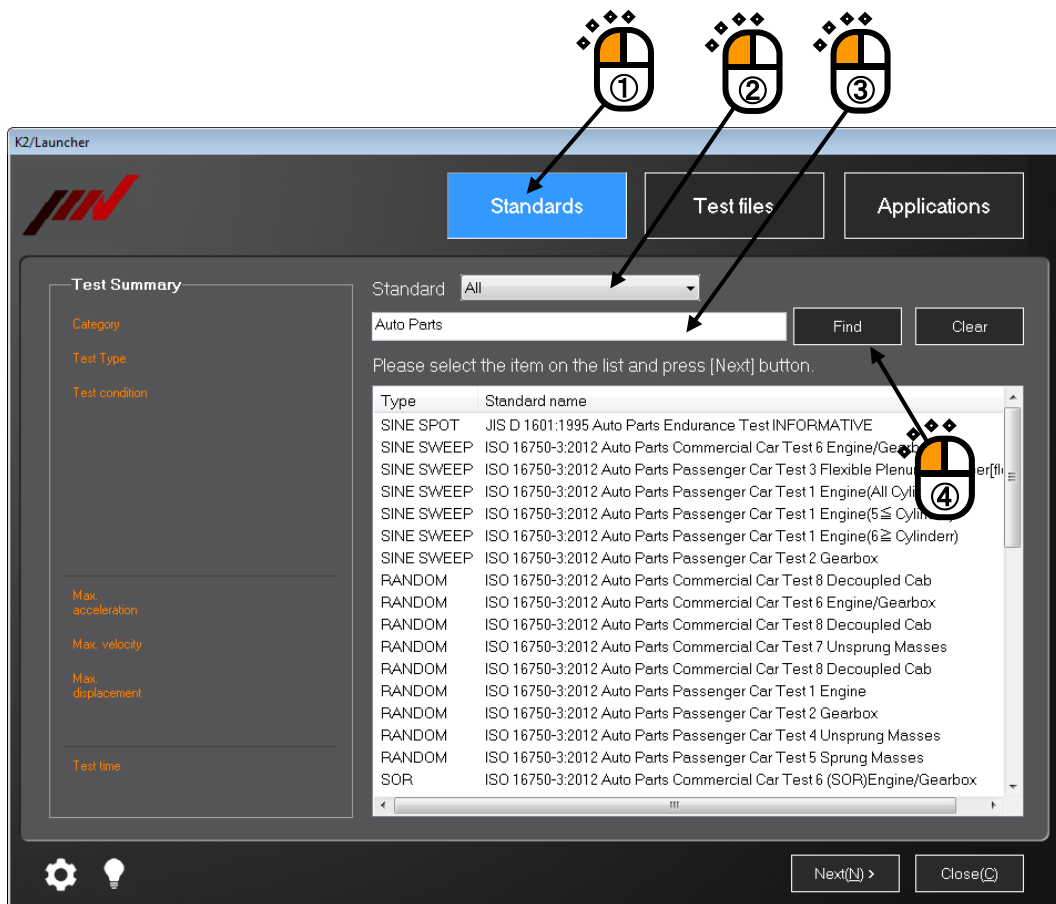 ①
②
③
K2/Launcher
Standards
Test files
Applications
Test Summary
Category
Test Type
Test condition
Max.
acceleration
Max. velocity
Max.
displacement
Test time
Standard All
Auto Parts
Find
Clear
Please select the item on the list and press [Next] button.
Type Standard name
SINE SPOT JIS D 1601:1995 Auto Parts Endurance Test INFORMATIVE
SINE SWEEP ISO 16750-3:2012 Auto Parts Commercial Car Test 6 Engine/Gearb
SINE SWEEP ISO 16750-3:2012 Auto Parts Passenger Car Test 3 Flexible Plenu er[fl
SINE SWEEP ISO 16750-3:2012 Auto Parts Passenger Car Test 1 Engine(All Cyli
SINE SWEEP ISO 16750-3:2012 Auto Parts Passenger Car Test 1 Engine(5≦ Cylinderr)
SINE SWEEP ISO 16750-3:2012 Auto Parts Passenger Car Test 1 Engine(6≧ Cylinderr)
SINE SWEEP ISO 16750-3:2012 Auto Parts Passenger Car Test 2 Gearbox
RANDOM ISO 16750-3:2012 Auto Parts Commercial Car Test 8 Decoupled Cab
RANDOM ISO 16750-3:2012 Auto Parts Commercial Car Test 6 Engine/Gearbox
RANDOM ISO 16750-3:2012 Auto Parts Commercial Car Test 8 Decoupled Cab
RANDOM ISO 16750-3:2012 Auto Parts Commercial Car Test 7 Unsprung Masses
RANDOM ISO 16750-3:2012 Auto Parts Commercial Car Test 8 Decoupled Cab
RANDOM ISO 16750-3:2012 Auto Parts Passenger Car Test 1 Engine
RANDOM ISO 16750-3:2012 Auto Parts Passenger Car Test 2 Gearbox
RANDOM ISO 16750-3:2012 Auto Parts Passenger Car Test 4 Unsprung Masses
RANDOM ISO 16750-3:2012 Auto Parts Passenger Car Test 5 Sprung Masses
SOR ISO 16750-3:2012 Auto Parts Commercial Car Test 6 (SOR)Engine/Gearbox
④
Next(N) >
Close(C)